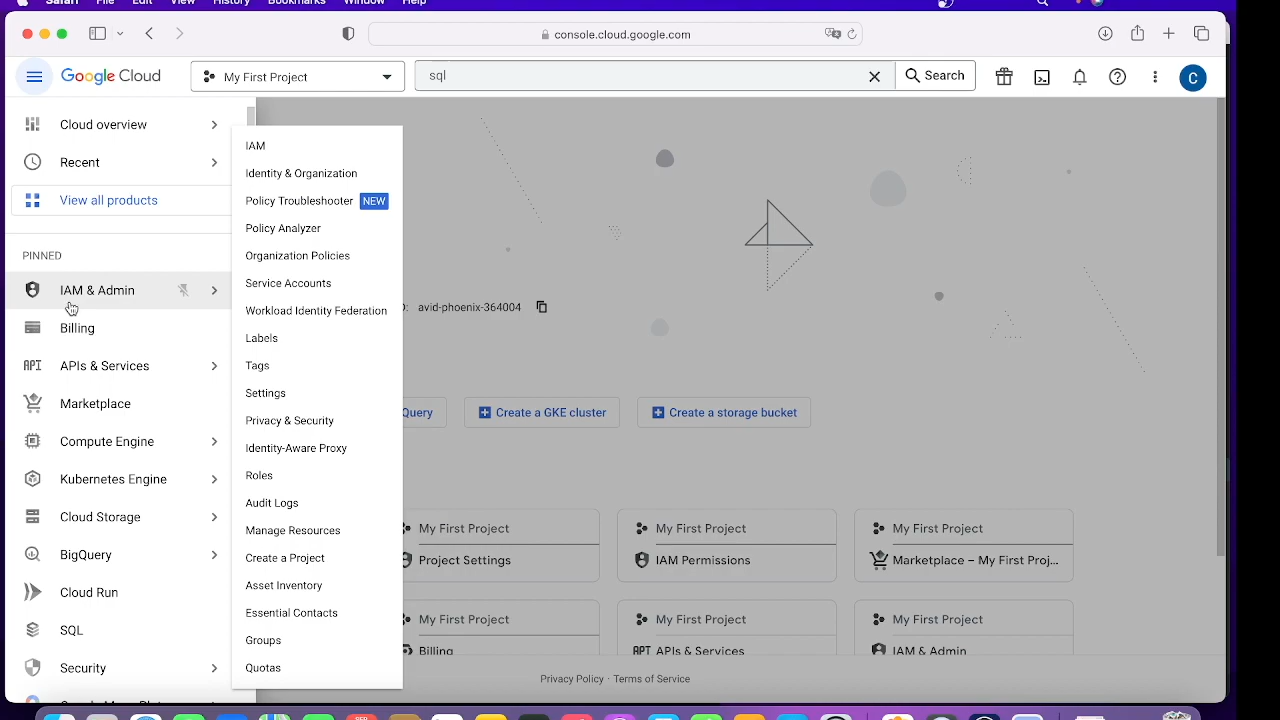 Safari File Edit View History Bookmarks Window Help
console.cloud.google.com
Google Cloud
My First Project
sql
Search
C
Cloud overview
Recent
View all products
PINNED
IAM & Admin
Billing
API APIs & Services
Marketplace
Compute Engine
Kubernetes Engine
Cloud Storage
BigQuery
Cloud Run
SQL
Security
IAM
Identity & Organization
Policy Troubleshooter NEW
Policy Analyzer
Organization Policies
Service Accounts
Workload Identity Federation
Labels
Tags
Settings
Privacy & Security
Identity-Aware Proxy
Roles
Audit Logs
Manage Resources
Create a Project
Asset Inventory
Essential Contacts
Groups
Quotas
: avid-phoenix-364004
Query
Create a GKE cluster
Create a storage bucket
My First Project
Project Settings
My First Project
IAM Permissions
My First Project
Marketplace – My First Proj...
My First Project
Billing
My First Project
API APIs & Services
My First Project
IAM & Admin
Privacy Policy · Terms of Service